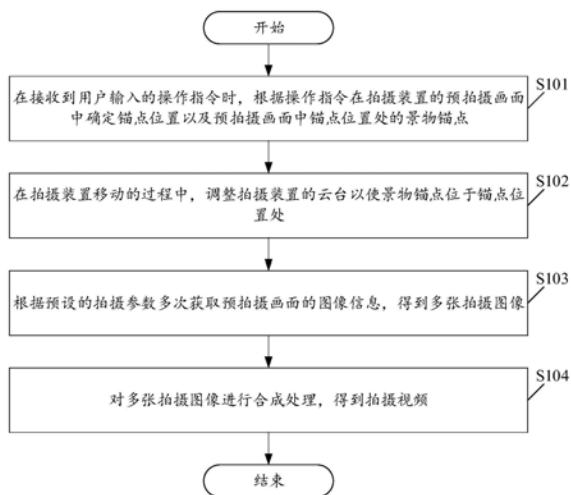 开始
S101
在接收到用户输入的操作指令时，根据操作指令在拍摄装置的预拍摄画面
中确定锚点位置以及预拍摄画面中锚点位置处的景物锚点
S102
在拍摄装置移动的过程中，调整拍摄装置的云台以使景物锚点位于锚点位
置处
S103
根据预设的拍摄参数多次获取预拍摄画面的图像信息，得到多张拍摄图像
S104
对多张拍摄图像进行合成处理，得到拍摄视频
结束